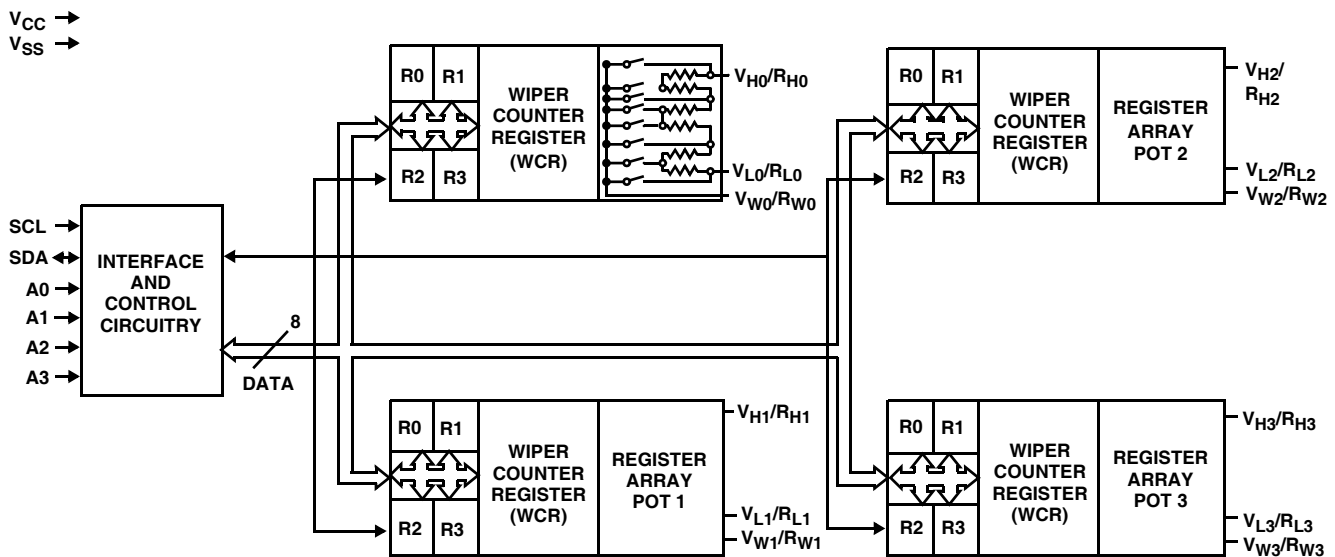 VCC
VSS
R0 R1
R2 R3
WIPER
COUNTER
REGISTER
(WCR)
VH0/RH0
VL0/RL0
VW0/RW0
R0 R1
R2 R3
WIPER
COUNTER
REGISTER
(WCR)
REGISTER
ARRAY
POT 2
VH2/
RH2
VL2/RL2
VW2/RW2
SCL
SDA
A0
A1
A2
A3
INTERFACE
AND
CONTROL
CIRCUITRY
8
DATA
R0 R1
R2 R3
WIPER
COUNTER
REGISTER
(WCR)
REGISTER
ARRAY
POT 1
VH1/RH1
VL1/RL1
VW1/RW1
R0 R1
R2 R3
WIPER
COUNTER
REGISTER
(WCR)
REGISTER
ARRAY
POT 3
VH3/RH3
VL3/RL3
VW3/RW3